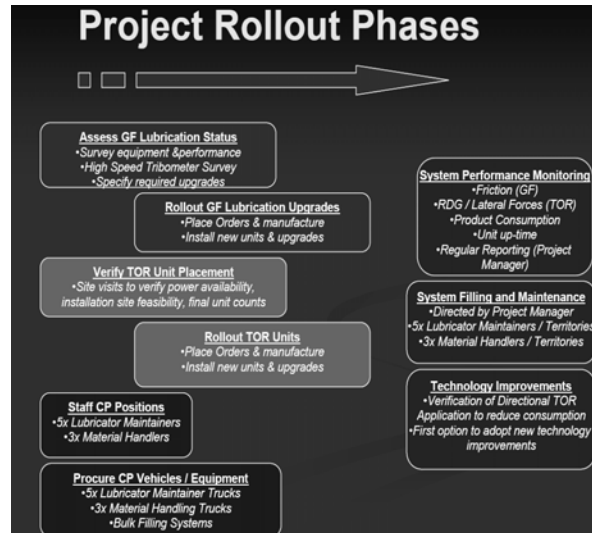 Project Rollout Phases
Assess GF Lubrication Status
•Survey equipment &performance
•High Speed Tribometer Survey
•Specify required upgrades
Rollout GF Lubrication Upgrades
•Place Orders & manufacture
•Install new units & upgrades
Verify TOR Unit Placement
•Site visits to verify power availability,
installation site feasibility, final unit counts
Rollout TOR Units
•Place Orders & manufacture
•Install new units & upgrades
Staff CP Positions
•5x Lubricator Maintainers
•3x Material Handlers
Procure CP Vehicles / Equipment
•5x Lubricator Maintainer Trucks
•3x Material Handling Trucks
•Bulk Filling Systems
System Performance Monitoring
•Friction (GF)
•RDG / Lateral Forces (TOR)
•Product Consumption
•Unit up-time
•Regular Reporting (Project
Manager)
System Filling and Maintenance
•Directed by Project Manager
•5x Lubricator Maintainers / Territories
•3x Material Handlers / Territories
Technology Improvements
•Verification of Directional TOR
Application to reduce consumption
•First option to adopt new technology
improvements